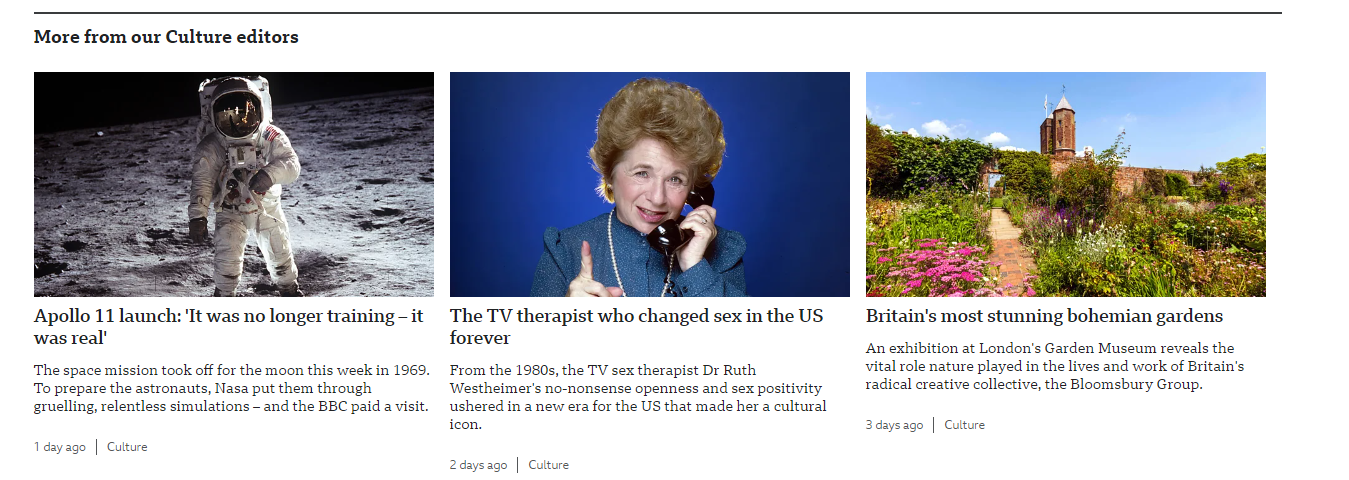 More from our Culture editors
Apollo 11 launch: 'It was no longer training – it
was real'
The space mission took off for the moon this week in 1969.
To prepare the astronauts, Nasa put them through
gruelling, relentless simulations – and the BBC paid a visit.
1 day ago | Culture
The TV therapist who changed sex in the US
forever
From the 1980s, the TV sex therapist Dr Ruth
Westheimer's no-nonsense openness and sex positivity
ushered in a new era for the US that made her a cultural
icon.
2 days ago | Culture
Britain's most stunning bohemian gardens
An exhibition at London's Garden Museum reveals the
vital role nature played in the lives and work of Britain's
radical creative collective, the Bloomsbury Group.
3 days ago | Culture